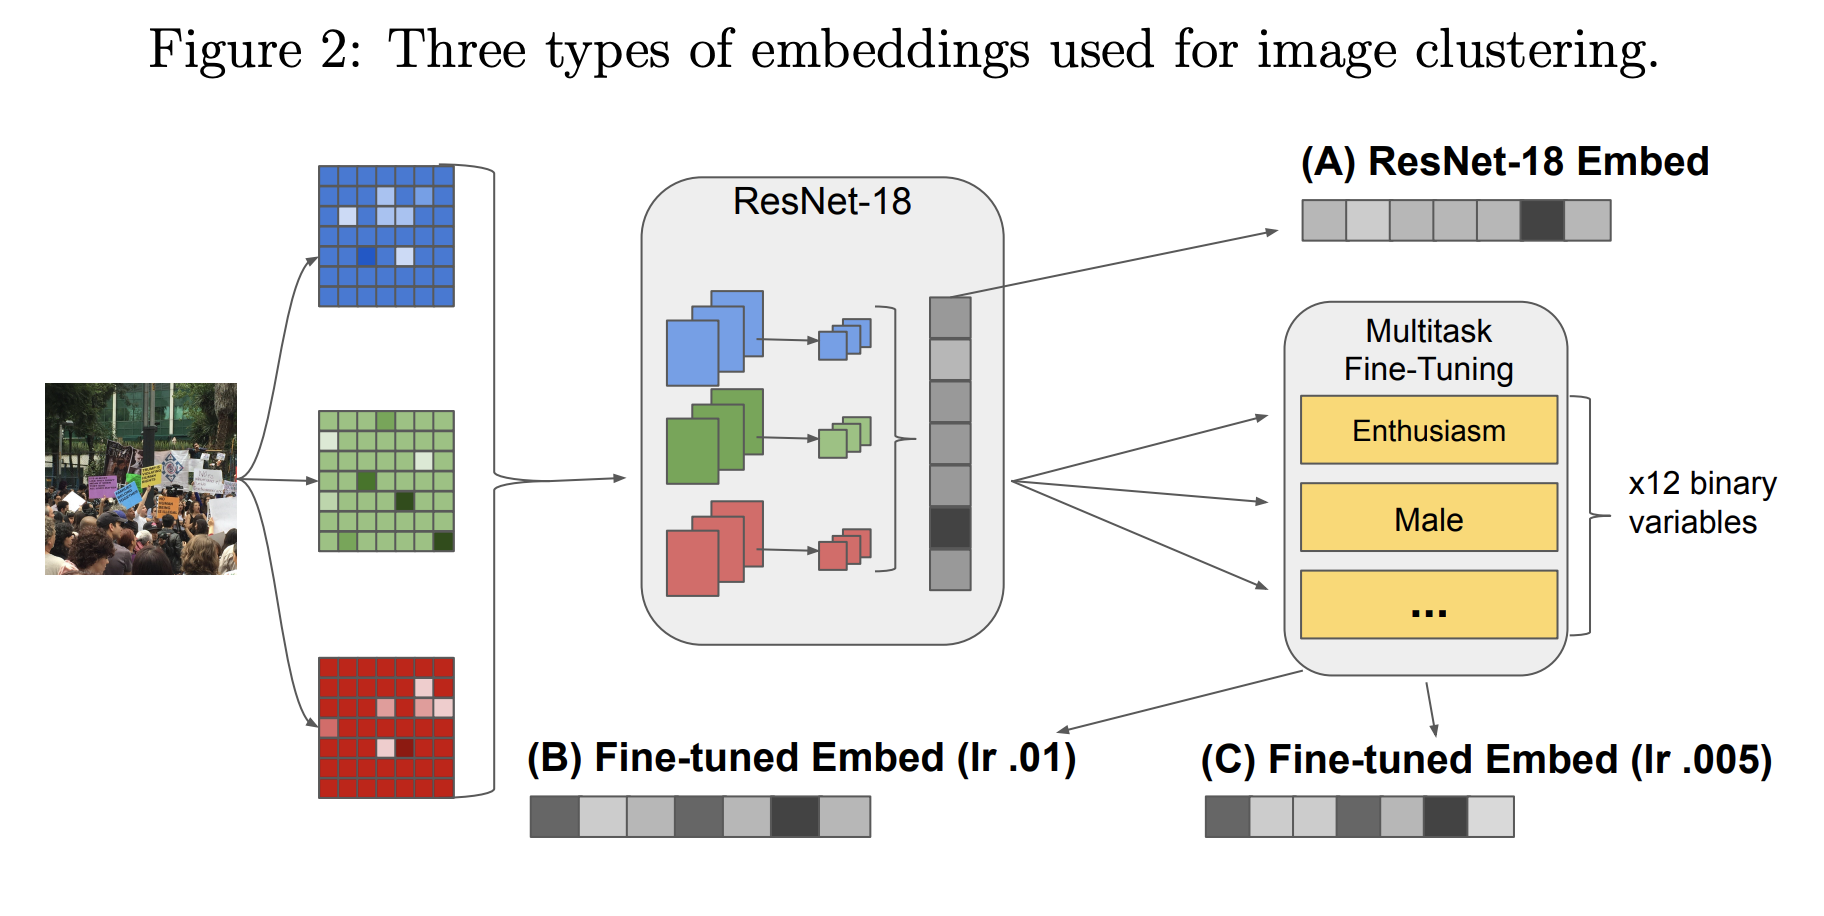 Figure 2: Three types of embeddings used for image clustering.
ResNet-18
(A) ResNet-18 Embed
Multitask
Fine-Tuning
Enthusiasm
Male
...
x12 binary
variables
(B) Fine-tuned Embed (lr .01)
(C) Fine-tuned Embed (lr .005)